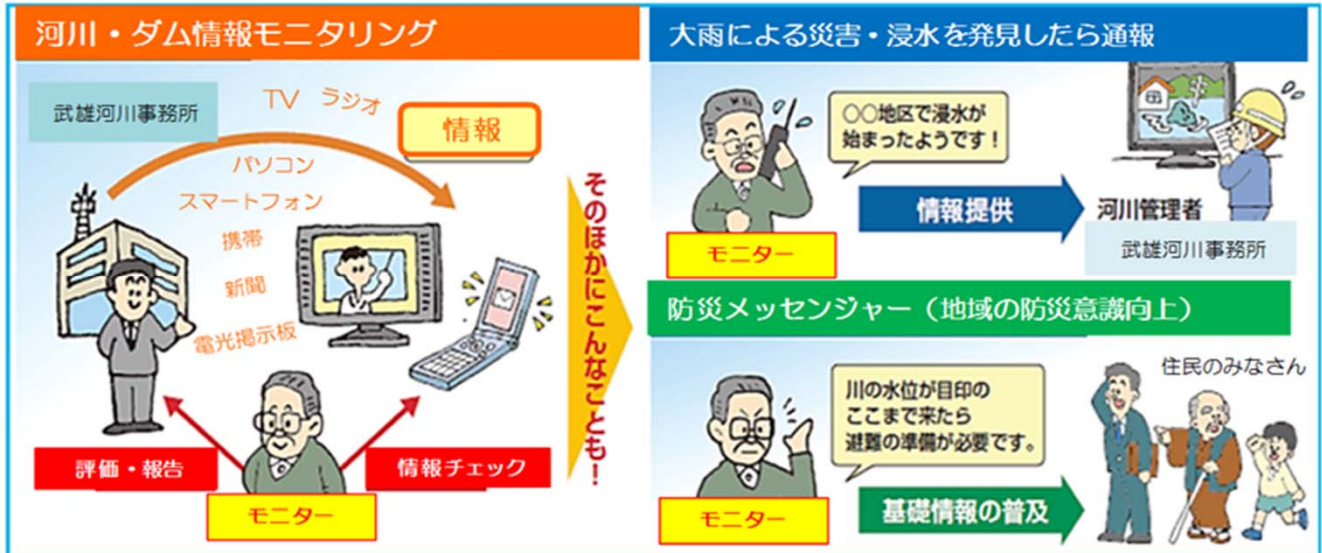 河川・ダム情報モニタリング
武雄河川事務所
TV ラジオ
情報
パソコン
スマートフォン
携帯
新聞
電光掲示板
評価・報告
情報チェック
モニター
そのほかにこんなことも！
大雨による災害・浸水を発見したら通報
〇〇地区で浸水が
始まったようです！
情報提供
河川管理者
武雄河川事務所
モニター
防災メッセンジャー（地域の防災意識向上）
住民のみなさん
川の水位が目印の
ここまで来たら
避難の準備が必要です。
基礎情報の普及
モニター